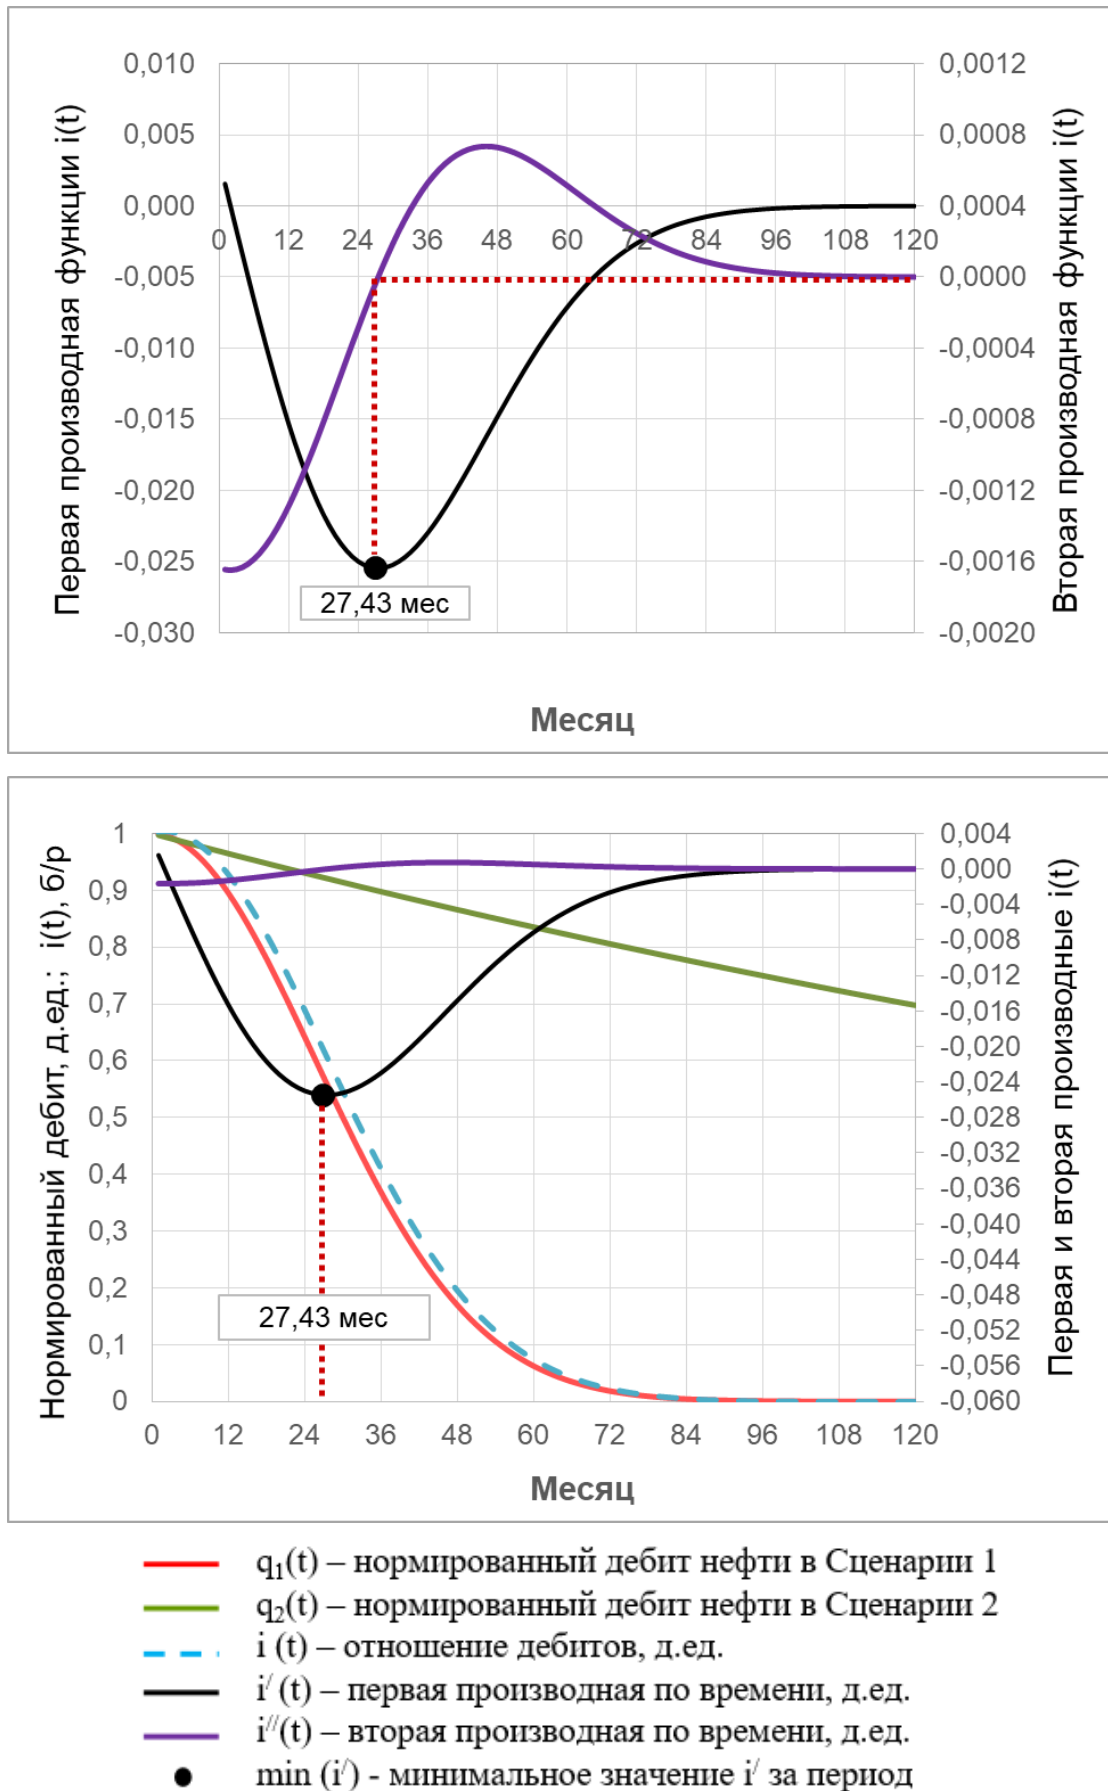 Первая производная функции i(t)
0,010
0,005
0,000
-0,005
-0,010
-0,015
-0,020
-0,025
-0,030
0 12 24 36 48 60 72 84 96 108 120
0,0012
0,0008
0,0004
0,0000
-0,0004
-0,0008
-0,0012
-0,0016
-0,0020
Вторая производная функции i(t)
27,43 мес
Месяц
Нормированный дебит, д.ед.; i(t), б/р
1
0,9
0,8
0,7
0,6
0,5
0,4
0,3
0,2
0,1
0
0,004
0,000
-0,004
-0,008
-0,012
-0,016
-0,020
-0,024
-0,028
-0,032
-0,036
-0,040
-0,044
-0,048
-0,052
-0,056
-0,060
Первая и вторая производные i(t)
27,43 мес
0 12 24 36 48 60 72 84 96 108 120
Месяц
q₁(t) – нормированный дебит нефти в Сценарии 1
q₂(t) – нормированный дебит нефти в Сценарии 2
i (t) – отношение дебитов, д.ед.
i/ (t) – первая производная по времени, д.ед.
i//(t) – вторая производная по времени, д.ед.
min (i/) - минимальное значение i/ за период